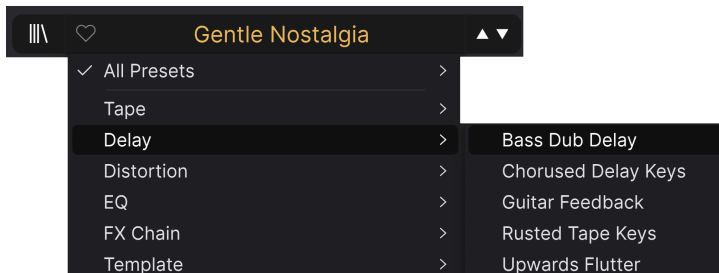 Gentle Nostalgia
All Presets
Tape
Delay
Distortion
EQ
FX Chain
Template
Bass Dub Delay
Chorused Delay Keys
Guitar Feedback
Rusted Tape Keys
Upwards Flutter